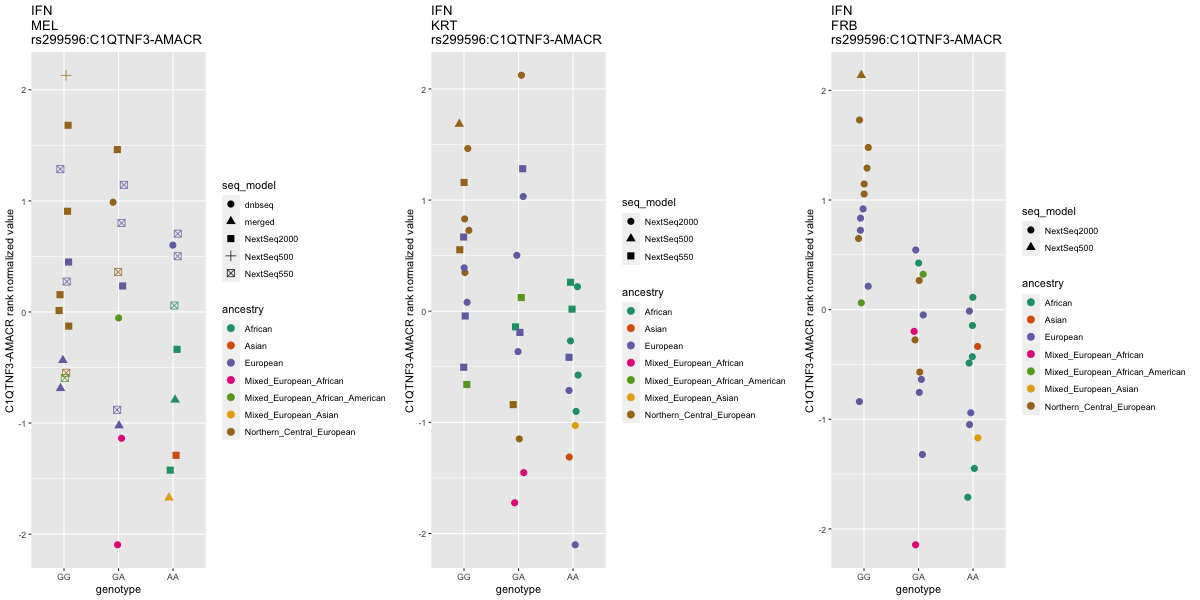 IFN
MEL
rs299596:C1QTNF3-AMACR
C1QTNF3-AMACR rank normalized value
2
1
0
-1
-2
GG GA AA
genotype
seq_model
dnbseq
merged
NextSeq2000
NextSeq500
NextSeq550
ancestry
African
Asian
European
Mixed_European_African
Mixed_European_African_American
Mixed_European_Asian
Northern_Central_European
IFN
KRT
rs299596:C1QTNF3-AMACR
C1QTNF3-AMACR rank normalized value
2
1
0
-1
-2
GG GA AA
genotype
seq_model
NextSeq2000
NextSeq500
NextSeq550
ancestry
African
Asian
European
Mixed_European_African
Mixed_European_African_American
Mixed_European_Asian
Northern_Central_European
IFN
FRB
rs299596:C1QTNF3-AMACR
C1QTNF3-AMACR rank normalized value
2
1
0
-1
-2
GG GA AA
genotype
seq_model
NextSeq2000
NextSeq500
ancestry
African
Asian
European
Mixed_European_African
Mixed_European_African_American
Mixed_European_Asian
Northern_Central_European